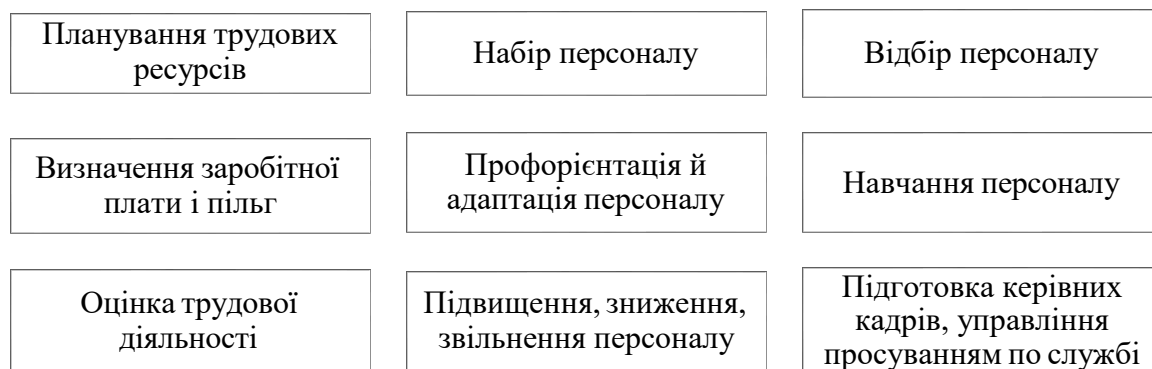 Планування трудових
ресурсів
Набір персоналу
Відбір персоналу
Визначення заробітної
плати і пільг
Профорієнтація й
адаптація персоналу
Навчання персоналу
Оцінка трудової
діяльності
Підвищення, зниження,
звільнення персоналу
Підготовка керівних
кадрів, управління
просуванням по службі